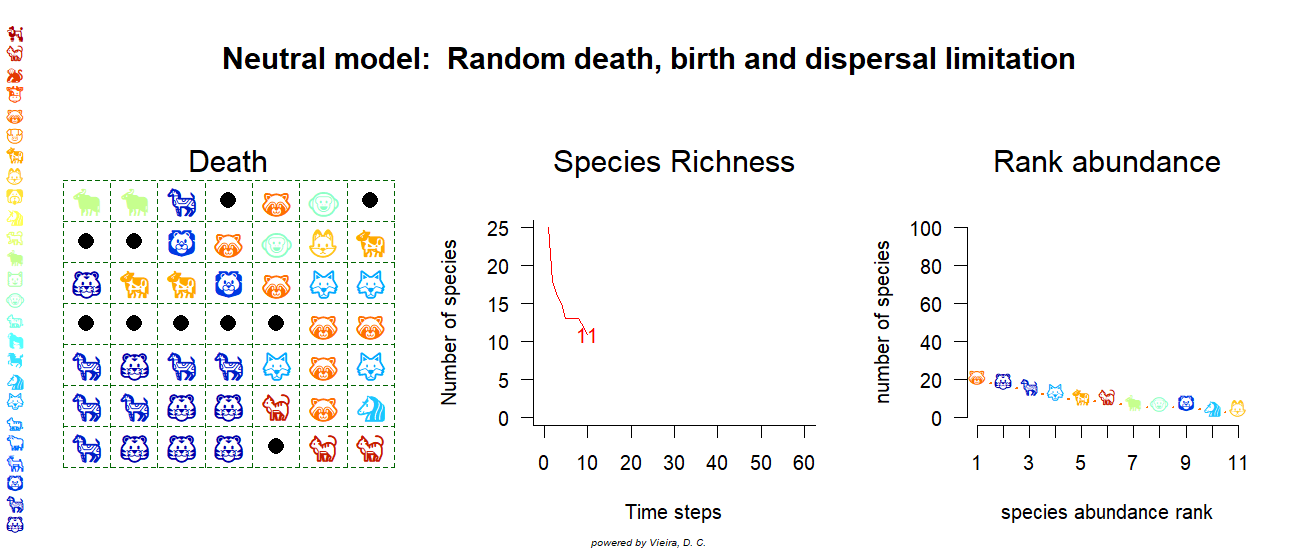 Neutral model:  Random death, birth and dispersal limitation
Death
Species Richness
Number of species
25
20
15
10
5
0
11
0 10 20 30 40 50 60
Time steps
Rank abundance
number of species
100
80
60
40
20
0
1 3 5 7 9 11
species abundance rank
powered by Vieira, D. C.